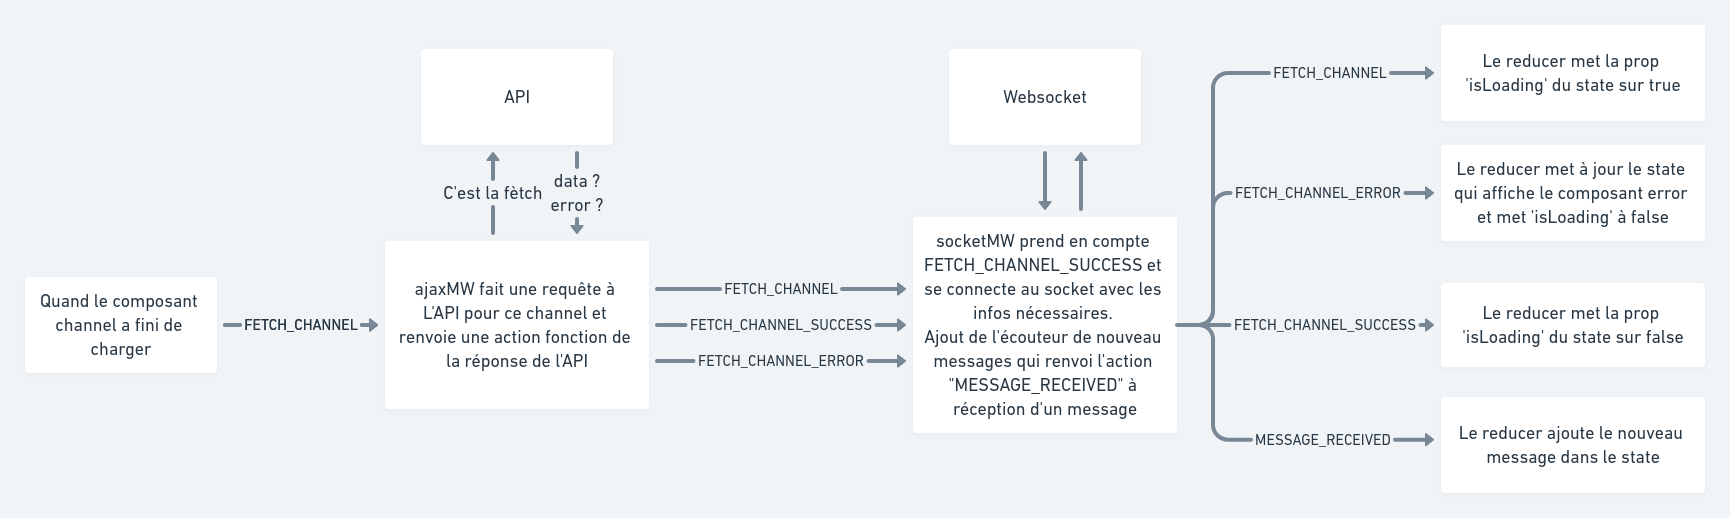 Quand le composant
channel a fini de
charger
FETCH_CHANNEL
API
C'est la fètch
data ?
error ?
ajaxMW fait une requête à
L'API pour ce channel et
renvoie une action fonction de
la réponse de l'API
FETCH_CHANNEL
FETCH_CHANNEL_SUCCESS
FETCH_CHANNEL_ERROR
Websocket
socketMW prend en compte
FETCH_CHANNEL_SUCCESS et
se connecte au socket avec les
infos nécessaires.
Ajout de l'écouteur de nouveau
messages qui renvoi l'action
"MESSAGE_RECEIVED" à
réception d'un message
FETCH_CHANNEL
Le reducer met la prop
'isLoading' du state sur true
FETCH_CHANNEL_ERROR
Le reducer met à jour le state
qui affiche le composant error
et met 'isLoading' à false
FETCH_CHANNEL_SUCCESS
Le reducer met la prop
'isLoading' du state sur false
MESSAGE_RECEIVED
Le reducer ajoute le nouveau
message dans le state